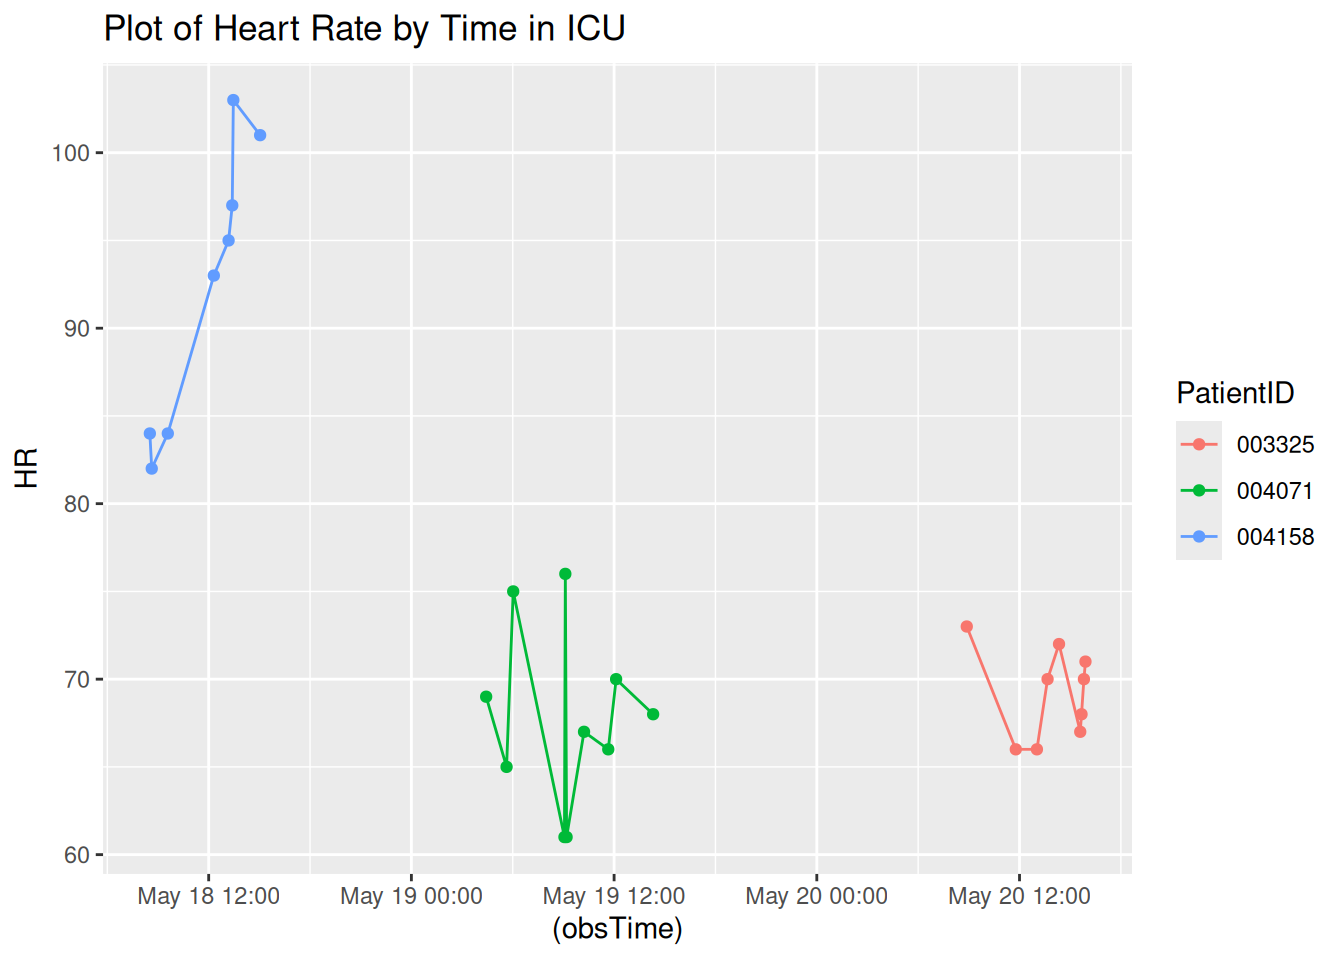 Plot of Heart Rate by Time in ICU
HR
100
90
80
70
60
May 18 12:00 May 19 00:00 May 19 12:00 May 20 00:00 May 20 12:00
(obsTime)
PatientID
003325
004071
004158